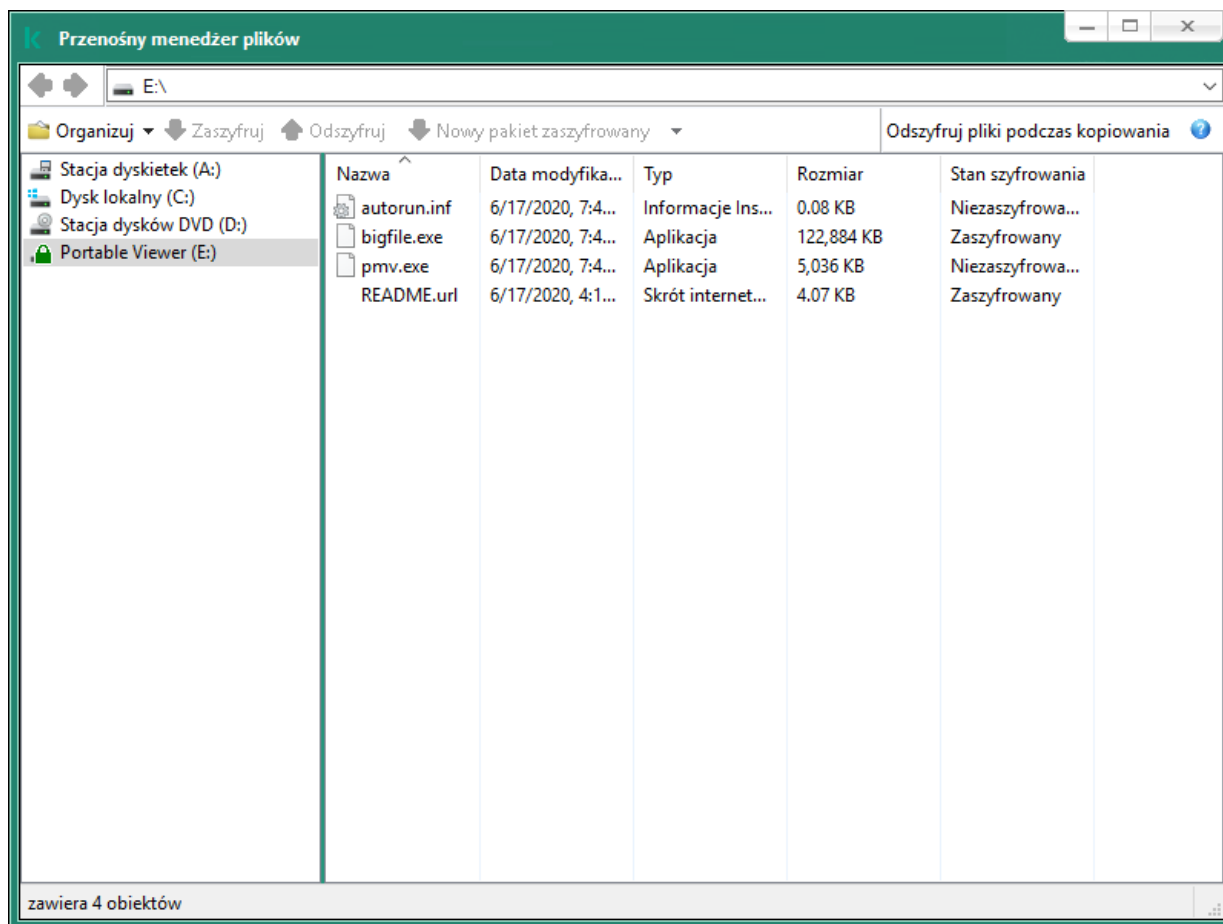 Przenośny menedżer plików
E:\
Organizuj Zaszyfruj Odszyfruj Nowy pakiet zaszyfrowany Odszyfruj pliki podczas kopiowania
Stacja dyskietek (A:)
Dysk lokalny (C:)
Stacja dysków DVD (D:)
Portable Viewer (E:)
Nazwa Data modyfika... Typ Rozmiar Stan szyfrowania
autorun.inf 6/17/2020, 7:4... Informacje Ins... 0.08 KB Niezaszyfrowa...
bigfile.exe 6/17/2020, 7:4... Aplikacja 122,884 KB Zaszyfrowany
pmv.exe 6/17/2020, 7:4... Aplikacja 5,036 KB Niezaszyfrowa...
README.url 6/17/2020, 4:1... Skrót internet... 4.07 KB Zaszyfrowany
zawiera 4 obiektów